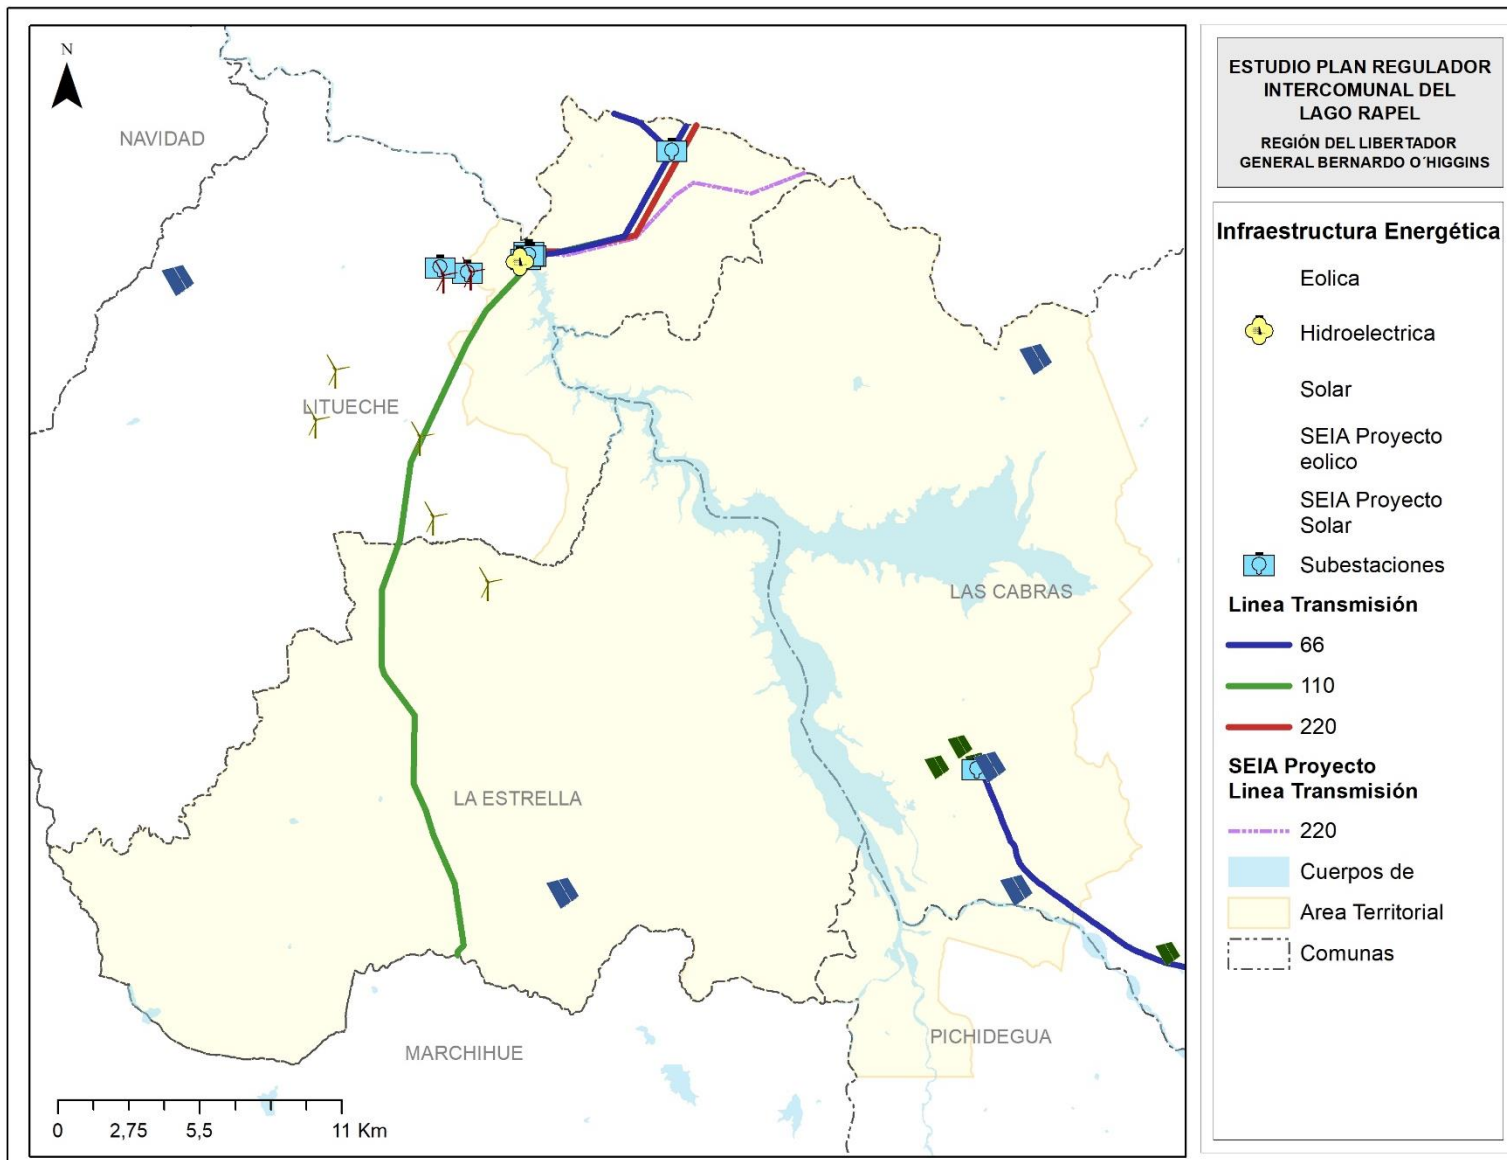 N
NAVIDAD
LITUECHE
LAS CABRAS
LA ESTRELLA
PICHIDEGUA
MARCHIHUE
0 2,75 5,5 11 Km
ESTUDIO PLAN REGULADOR
INTERCOMUNAL DEL
LAGO RAPEL
REGIÓN DEL LIBERTADOR
GENERAL BERNARDO O´HIGGINS
Infraestructura Energética
Eolica
Hidroelectrica
Solar
SEIA Proyecto
eolico
SEIA Proyecto
Solar
Subestaciones
Linea Transmisión
66
110
220
SEIA Proyecto
Linea Transmisión
220
Cuerpos de
Area Territorial
Comunas